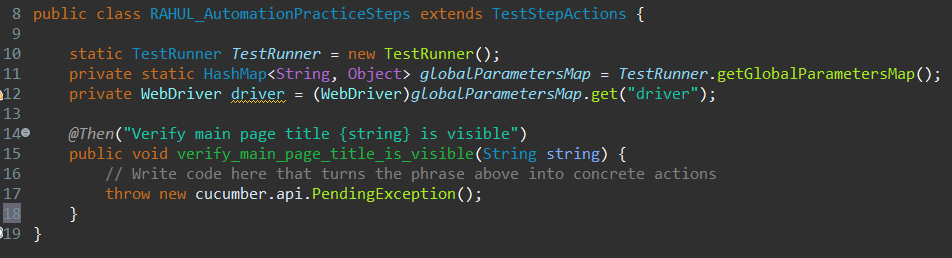 8 public class RAHUL_AutomationPracticeSteps extends TestStepActions {
9
10 static TestRunner TestRunner = new TestRunner();
11 private static HashMap<String, Object> globalParametersMap = TestRunner.getGlobalParametersMap();
12 private WebDriver driver = (WebDriver)globalParametersMap.get("driver");
13
14 @Then("Verify main page title {string} is visible")
15 public void verify_main_page_title_is_visible(String string) {
16 // Write code here that turns the phrase above into concrete actions
17 throw new cucumber.api.PendingException();
18 }
19 }